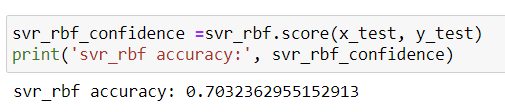 svr_rbf_confidence =svr_rbf.score(x_test, y_test)
print('svr_rbf accuracy:', svr_rbf_confidence)
svr_rbf accuracy: 0.7032362955152913